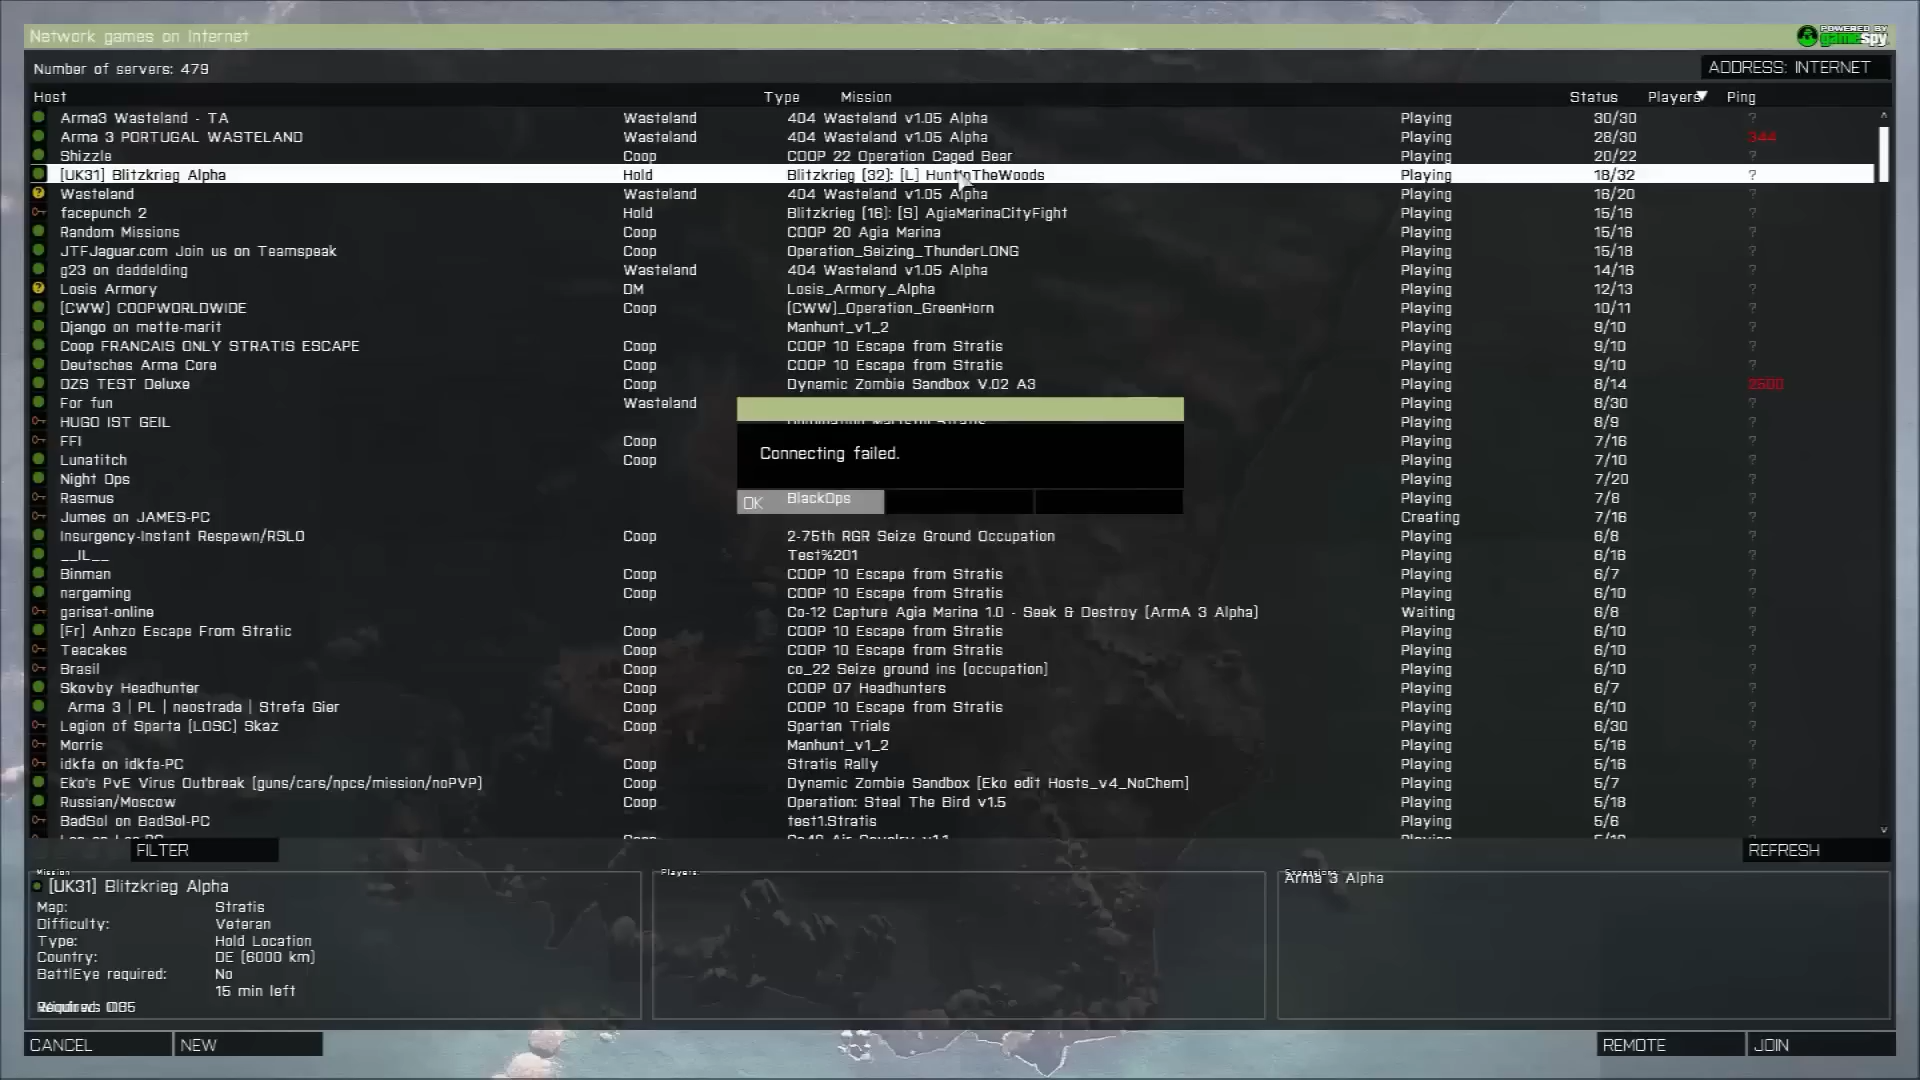 Network games on Internet
POWERED BY
gamespy
Number of servers: 479
ADDRESS: INTERNET
Host Type Mission Status Players Ping
Arma3 Wasteland - TA Wasteland 404 Wasteland v1.05 Alpha Playing 30/30 ?
Arma 3 PORTUGAL WASTELAND Wasteland 404 Wasteland v1.05 Alpha Playing 28/30 344
Shizzle Coop COOP 22 Operation Caged Bear Playing 20/22 ?
[UK31] Blitzkrieg Alpha Hold Blitzkrieg (32): [L] HuntInTheWoods Playing 18/32 ?
Wasteland Wasteland 404 Wasteland v1.05 Alpha Playing 16/20 ?
facepunch 2 Hold Blitzkrieg (16): [S] AgiaMarinaCityFight Playing 15/16 ?
Random Missions Coop COOP 20 Agia Marina Playing 15/16 ?
JTFJaguar.com Join us on Teamspeak Coop Operation_Seizing_ThunderLONG Playing 15/18 ?
g23 on daddelding Wasteland 404 Wasteland v1.05 Alpha Playing 14/16 ?
Losis Armory DM Losis_Armory_Alpha Playing 12/13 ?
[CWW] COOPWORLDWIDE Coop [CWW]_Operation_GreenHorn Playing 10/11 ?
Django on mette-marit Manhunt_v1_2 Playing 9/10 ?
Coop FRANCAIS ONLY STRATIS ESCAPE Coop COOP 10 Escape from Stratis Playing 9/10 ?
Deutsches Arma Core Coop COOP 10 Escape from Stratis Playing 9/10 ?
DZS TEST Deluxe Coop Dynamic Zombie Sandbox V.02 A3 Playing 8/14 2500
For fun Wasteland Playing 8/30 ?
HUGO IST GEIL Playing 8/9 ?
FFI Coop Playing 7/16 ?
Lunatitch Coop Playing 7/10 ?
Connecting failed.
Night Ops Playing 7/20 ?
Rasmus BlackOps Playing 7/8 ?
OK
Jumes on JAMES-PC Creating 7/16 ?
Insurgency-Instant Respawn/RSLO Coop 2-75th RGR Seize Ground Occupation Playing 6/8 ?
__IL__ Test%201 Playing 6/16 ?
Binman Coop COOP 10 Escape from Stratis Playing 6/7 ?
nargaming Coop COOP 10 Escape from Stratis Playing 6/10 ?
garisat-online Co-12 Capture Agia Marina 1.0 - Seek & Destroy (ArmA 3 Alpha) Waiting 6/8 ?
[Fr] Anhzo Escape From Stratic Coop COOP 10 Escape from Stratis Playing 6/10 ?
Teacakes Coop COOP 10 Escape from Stratis Playing 6/10 ?
Brasil Coop co_22 Seize ground ins (occupation) Playing 6/10 ?
Skovby Headhunter Coop COOP 07 Headhunters Playing 6/7 ?
Arma 3 | PL | neostrada | Strefa Gier Coop COOP 10 Escape from Stratis Playing 6/10 ?
Legion of Sparta (LOSC) Skaz Coop Spartan Trials Playing 6/30 ?
Morris Manhunt_v1_2 Playing 5/16 ?
idkfa on idkfa-PC Coop Stratis Rally Playing 5/16 ?
Eko's PvE Virus Outbreak (guns/cars/npcs/mission/noPVP) Coop Dynamic Zombie Sandbox [Eko edit Hosts_v4_NoChem] Playing 5/7 ?
Russian/Moscow Coop Operation: Steal The Bird v1.5 Playing 5/18 ?
BadSol on BadSol-PC test1.Stratis Playing 5/6 ?
FILTER
REFRESH
Mission
Players
Arma 3 Alpha
[UK31] Blitzkrieg Alpha
Map: Stratis
Difficulty: Veteran
Type: Hold Location
Country: DE (6000 km)
BattlEye required: No
15 min left
CANCEL
NEW
REMOTE
JOIN